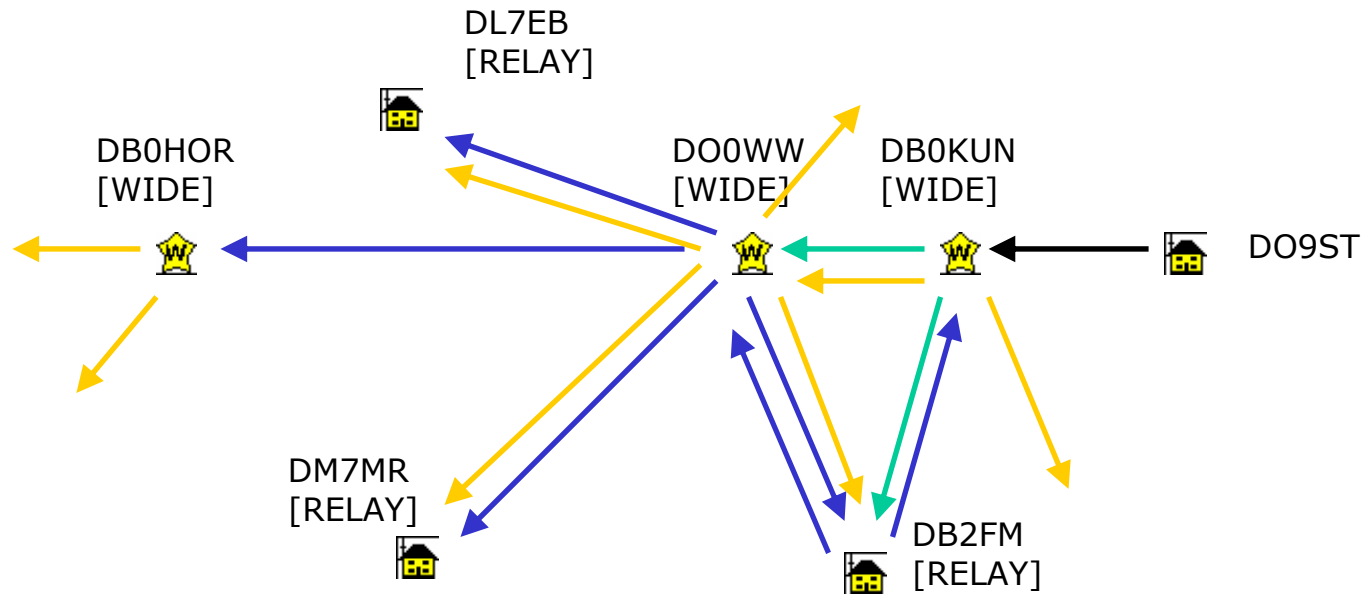 DL7EB
[RELAY]
DB0HOR
[WIDE]
DO0WW
[WIDE]
DB0KUN
[WIDE]
W
W
W
DO9ST
DM7MR
[RELAY]
DB2FM
[RELAY]